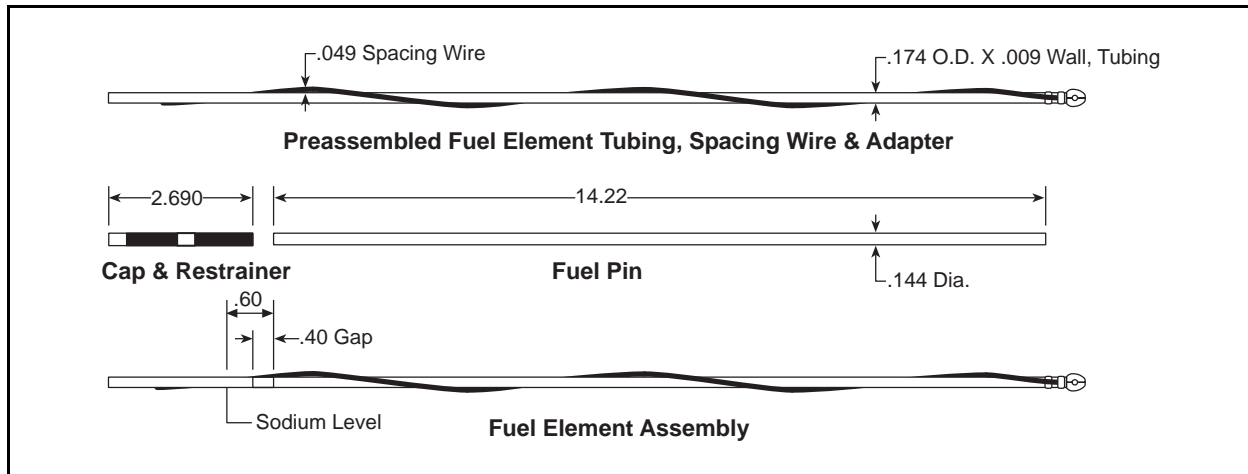 .049 Spacing Wire
.174 O.D. X .009 Wall, Tubing
Preassembled Fuel Element Tubing, Spacing Wire & Adapter
2.690
14.22
Cap & Restrainer
Fuel Pin
.144 Dia.
.60
.40 Gap
Sodium Level
Fuel Element Assembly